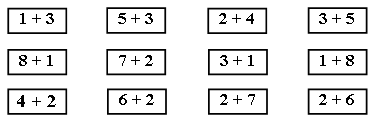 1 + 3 5 + 3 2 + 4 3 + 5
8 + 1 7 + 2 3 + 1 1 + 8
4 + 2 6 + 2 2 + 7 2 + 6